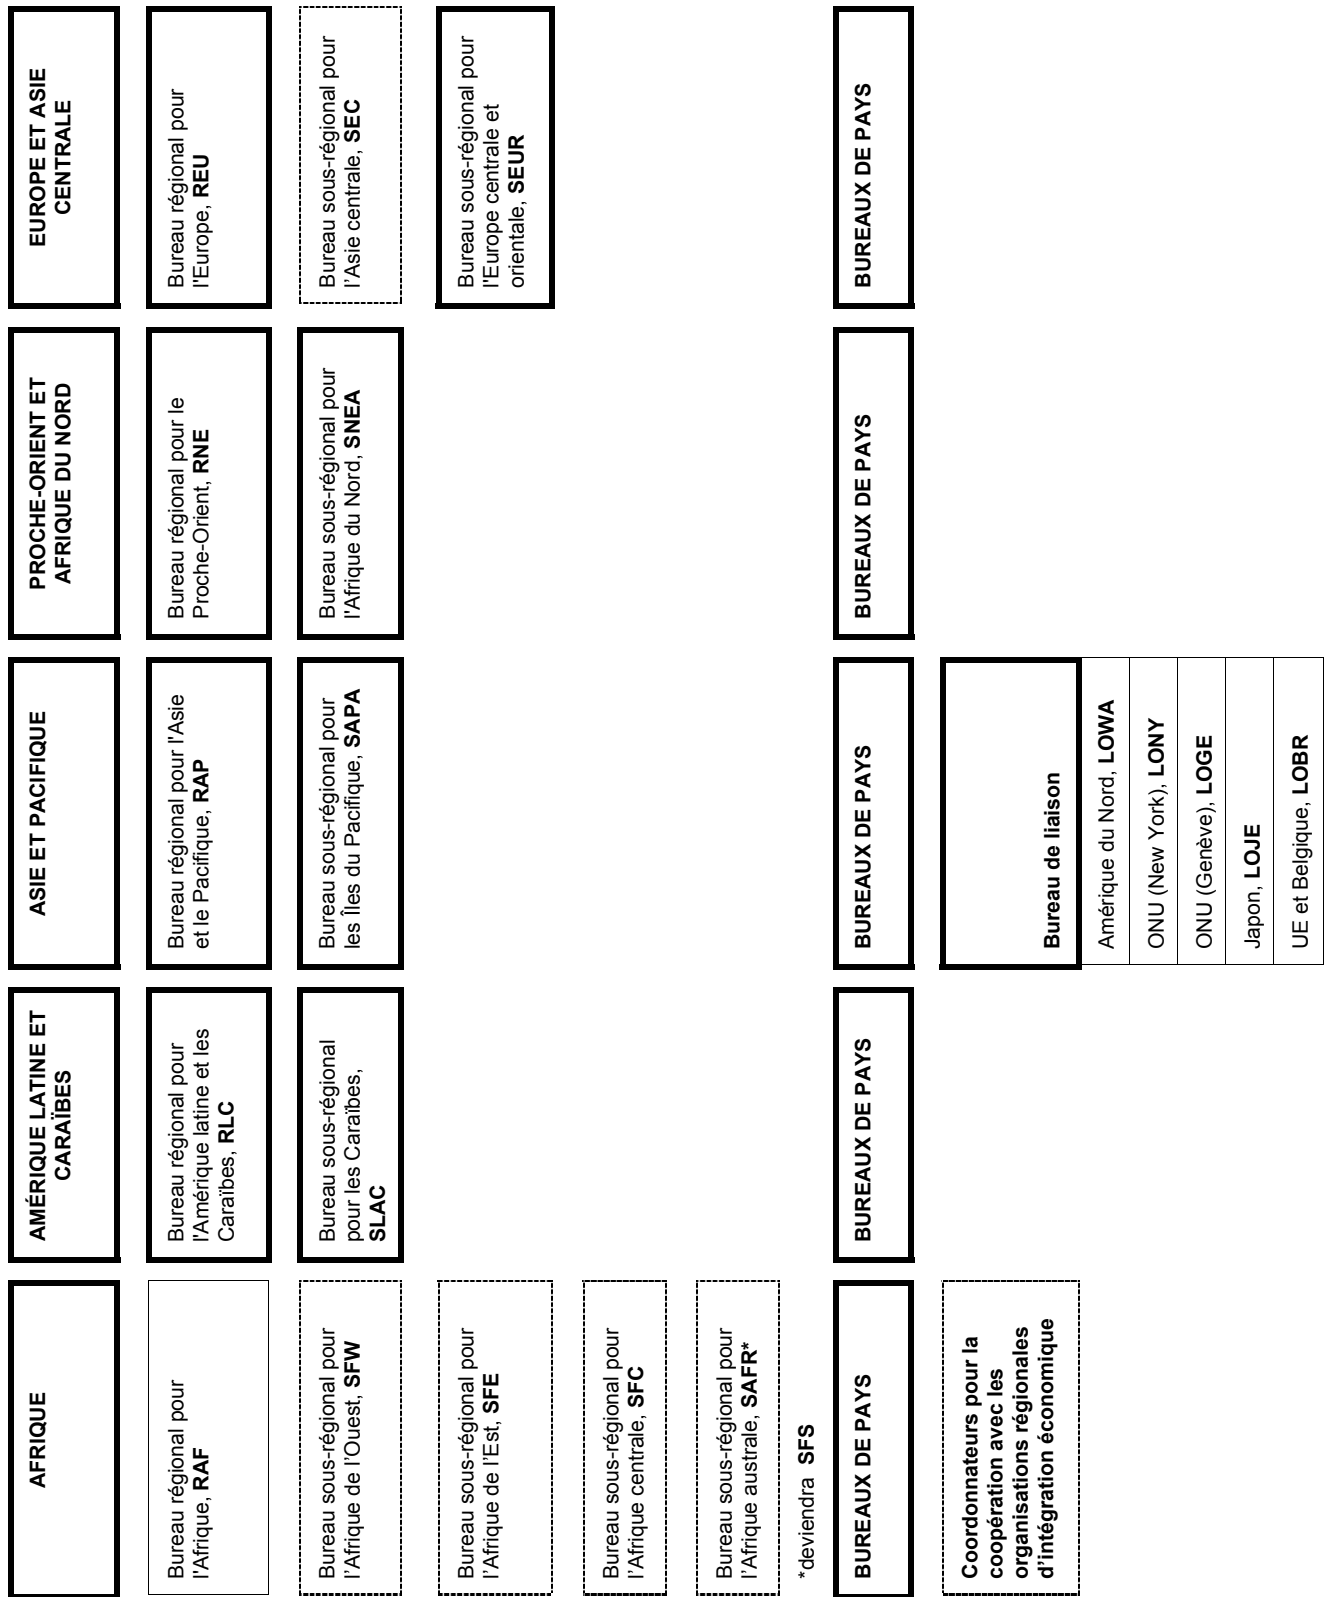 AFRIQUE
Bureau régional pour
l'Afrique, RAF
Bureau sous-régional pour
l’Afrique de l’Ouest, SFW
Bureau sous-régional pour
l’Afrique de l’Est, SFE
Bureau sous-régional pour
l’Afrique centrale, SFC
Bureau sous-régional pour
l’Afrique australe, SAFR*
*deviendra SFS
BUREAUX DE PAYS
Coordonnateurs pour la
coopération avec les
organisations régionales
d’intégration économique
AMÉRIQUE LATINE ET
CARAÏBES
Bureau régional pour
l'Amérique latine et les
Caraïbes, RLC
Bureau sous-régional
pour les Caraïbes,
SLAC
BUREAUX DE PAYS
ASIE ET PACIFIQUE
Bureau régional pour l'Asie
et le Pacifique, RAP
Bureau sous-régional pour
les Îles du Pacifique, SAPA
BUREAUX DE PAYS
Bureau de liaison
Amérique du Nord, LOWA
ONU (New York), LONY
ONU (Genève), LOGE
Japon, LOJE
UE et Belgique, LOBR
PROCHE-ORIENT ET
AFRIQUE DU NORD
Bureau régional pour le
Proche-Orient, RNE
Bureau sous-régional pour
l'Afrique du Nord, SNEA
BUREAUX DE PAYS
EUROPE ET ASIE
CENTRALE
Bureau régional pour
l'Europe, REU
Bureau sous-régional pour
l’Asie centrale, SEC
Bureau sous-régional pour
l'Europe centrale et
orientale, SEUR
BUREAUX DE PAYS